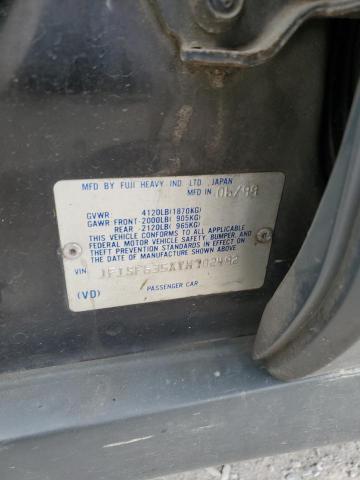 MFD BY FUJI HEAVY IND. LTD. JAPAN
MFD IN 06/98
GVWR 4120LB(1870KG)
GAWR FRONT-2000LB( 905KG)
REAR -2120LB( 965KG)
THIS VEHICLE CONFORMS TO ALL APPLICABLE
FEDERAL MOTOR VEHICLE SAFETY, BUMPER, AND
THEFT PREVENTION STANDARDS IN EFFECT ON
THE DATE OF MANUFACTURE SHOWN ABOVE.
VIN:
(VD) PASSENGER CAR